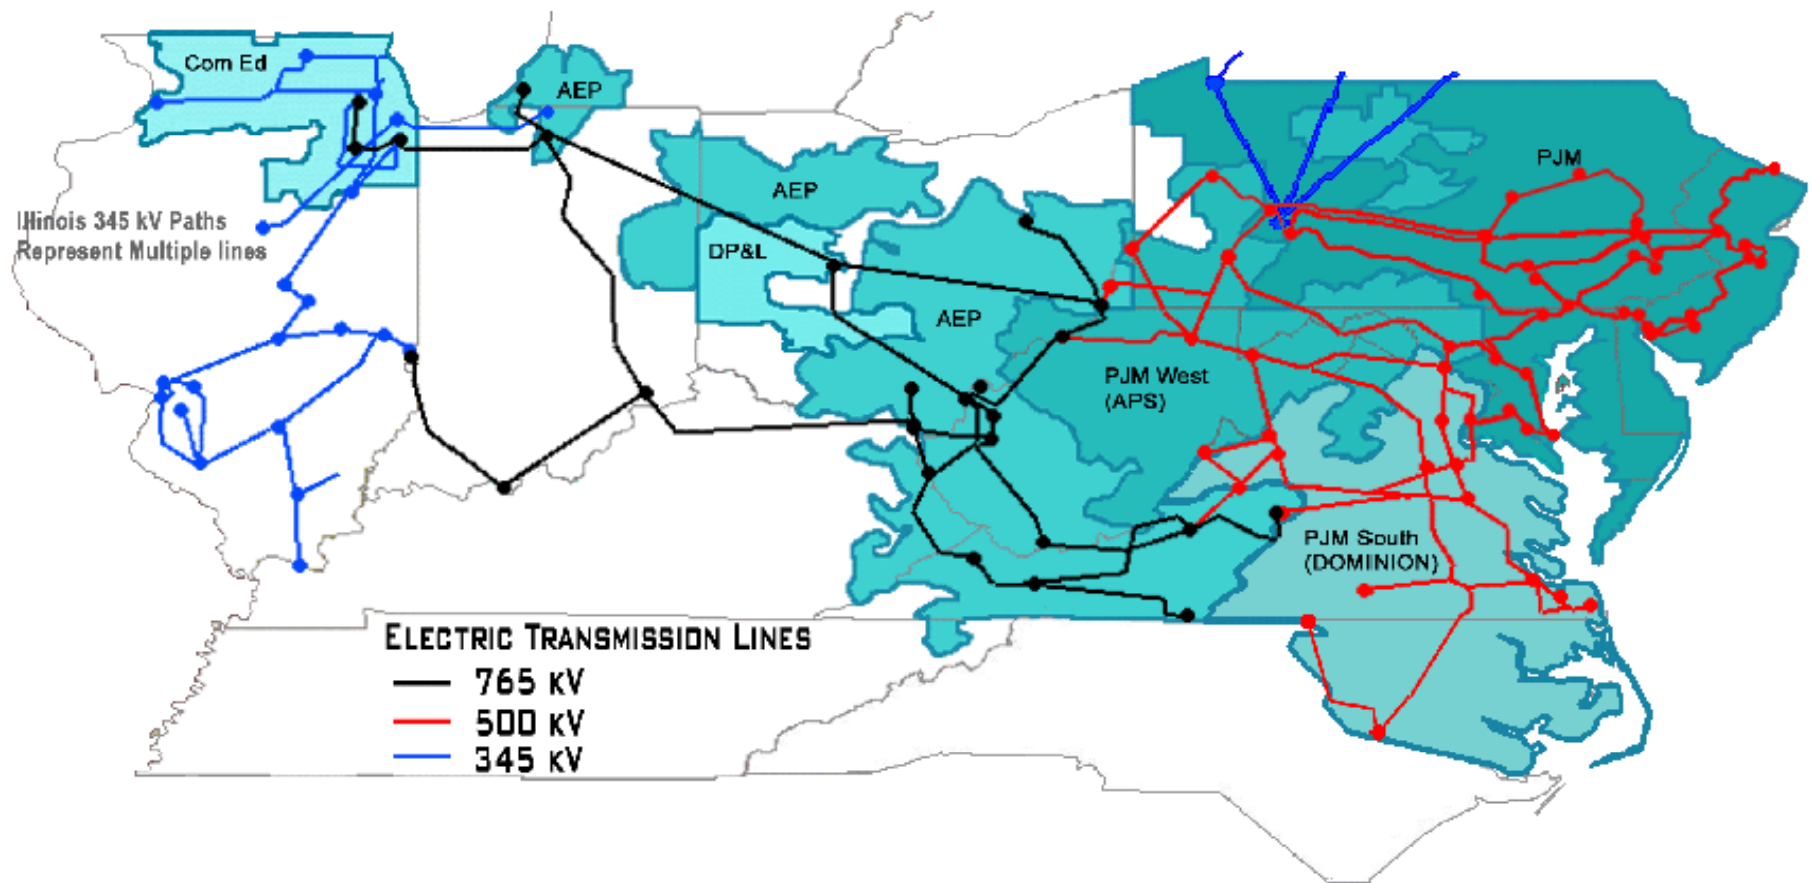 Com Ed
AEP
PJM
AEP
Illinois 345 kV Paths
Represent Multiple lines
DP&L
AEP
PJM West
(APS)
PJM South
(DOMINION)
ELECTRIC TRANSMISSION LINES
765 kV
500 kV
345 kV